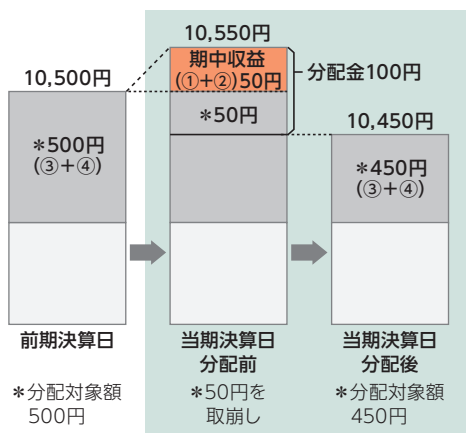 10,500円
＊500円
(③＋④)
前期決算日
＊分配対象額
500円
10,550円
期中収益
(①＋②)50円
＊50円
分配金100円
当期決算日
分配前
＊50円を
取崩し
10,450円
＊450円
(③＋④)
当期決算日
分配後
＊分配対象額
450円